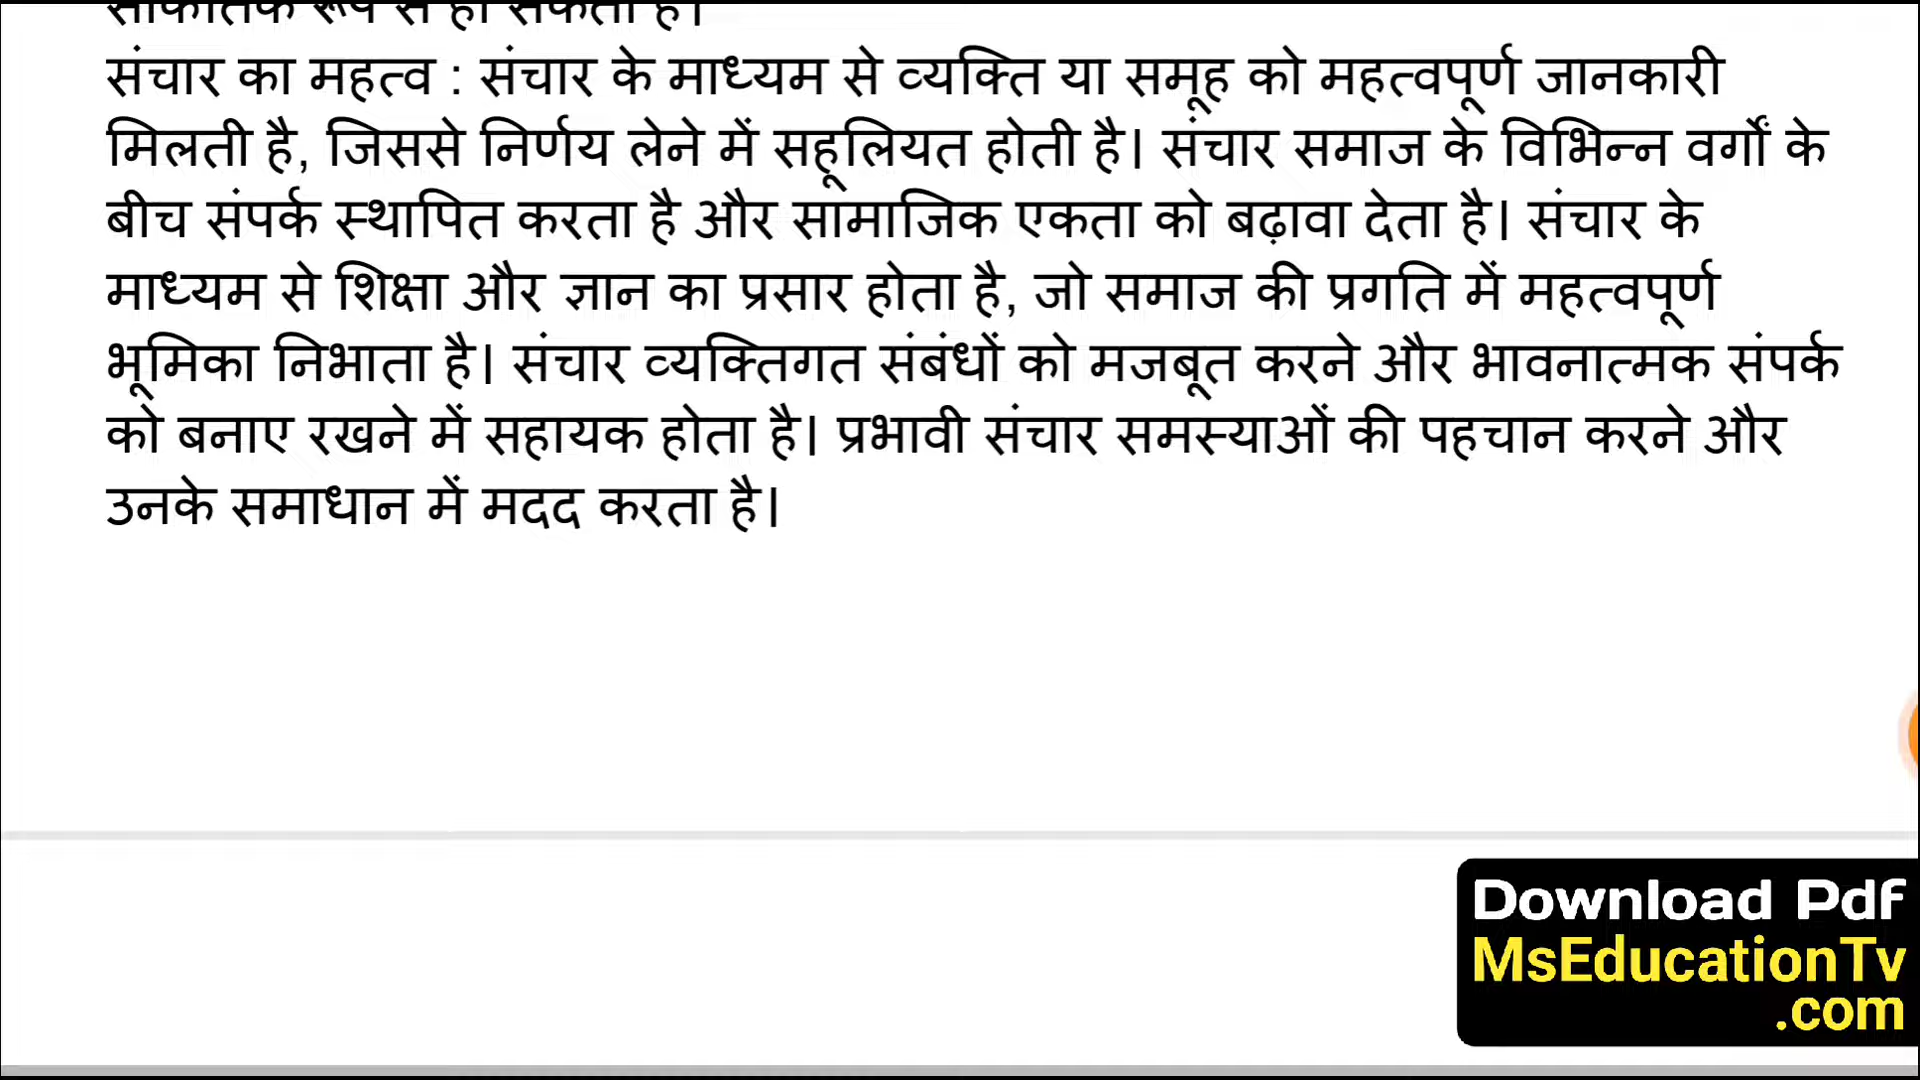 सांकेतिक रूप से हो सकता है।
संचार का महत्व : संचार के माध्यम से व्यक्ति या समूह को महत्वपूर्ण जानकारी
मिलती है, जिससे निर्णय लेने में सहूलियत होती है। संचार समाज के विभिन्न वर्गों के
बीच संपर्क स्थापित करता है और सामाजिक एकता को बढ़ावा देता है। संचार के
माध्यम से शिक्षा और ज्ञान का प्रसार होता है, जो समाज की प्रगति में महत्वपूर्ण
भूमिका निभाता है। संचार व्यक्तिगत संबंधों को मजबूत करने और भावनात्मक संपर्क
को बनाए रखने में सहायक होता है। प्रभावी संचार समस्याओं की पहचान करने और
उनके समाधान में मदद करता है।
Download Pdf
MsEducationTv
.com